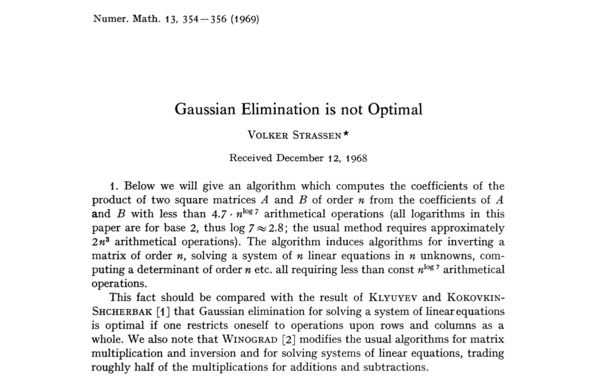 Numer. Math. 13, 354—356 (1969)
Gaussian Elimination is not Optimal
VOLKER STRASSEN*
Received December 12, 1968
1. Below we will give an algorithm which computes the coefficients of the
product of two square matrices A and B of order n from the coefficients of A
and B with less than 4.7 · n^log 7 arithmetical operations (all logarithms in this
paper are for base 2, thus log 7 ≈ 2.8; the usual method requires approximately
2n³ arithmetical operations). The algorithm induces algorithms for inverting a
matrix of order n, solving a system of n linear equations in n unknowns, com-
puting a determinant of order n etc. all requiring less than const n^log 7 arithmetical
operations.
This fact should be compared with the result of KLYUYEV and KOKOVKIN-
SHCHERBAK [1] that Gaussian elimination for solving a system of linear equations
is optimal if one restricts oneself to operations upon rows and columns as a
whole. We also note that WINOGRAD [2] modifies the usual algorithms for matrix
multiplication and inversion and for solving systems of linear equations, trading
roughly half of the multiplications for additions and subtractions.